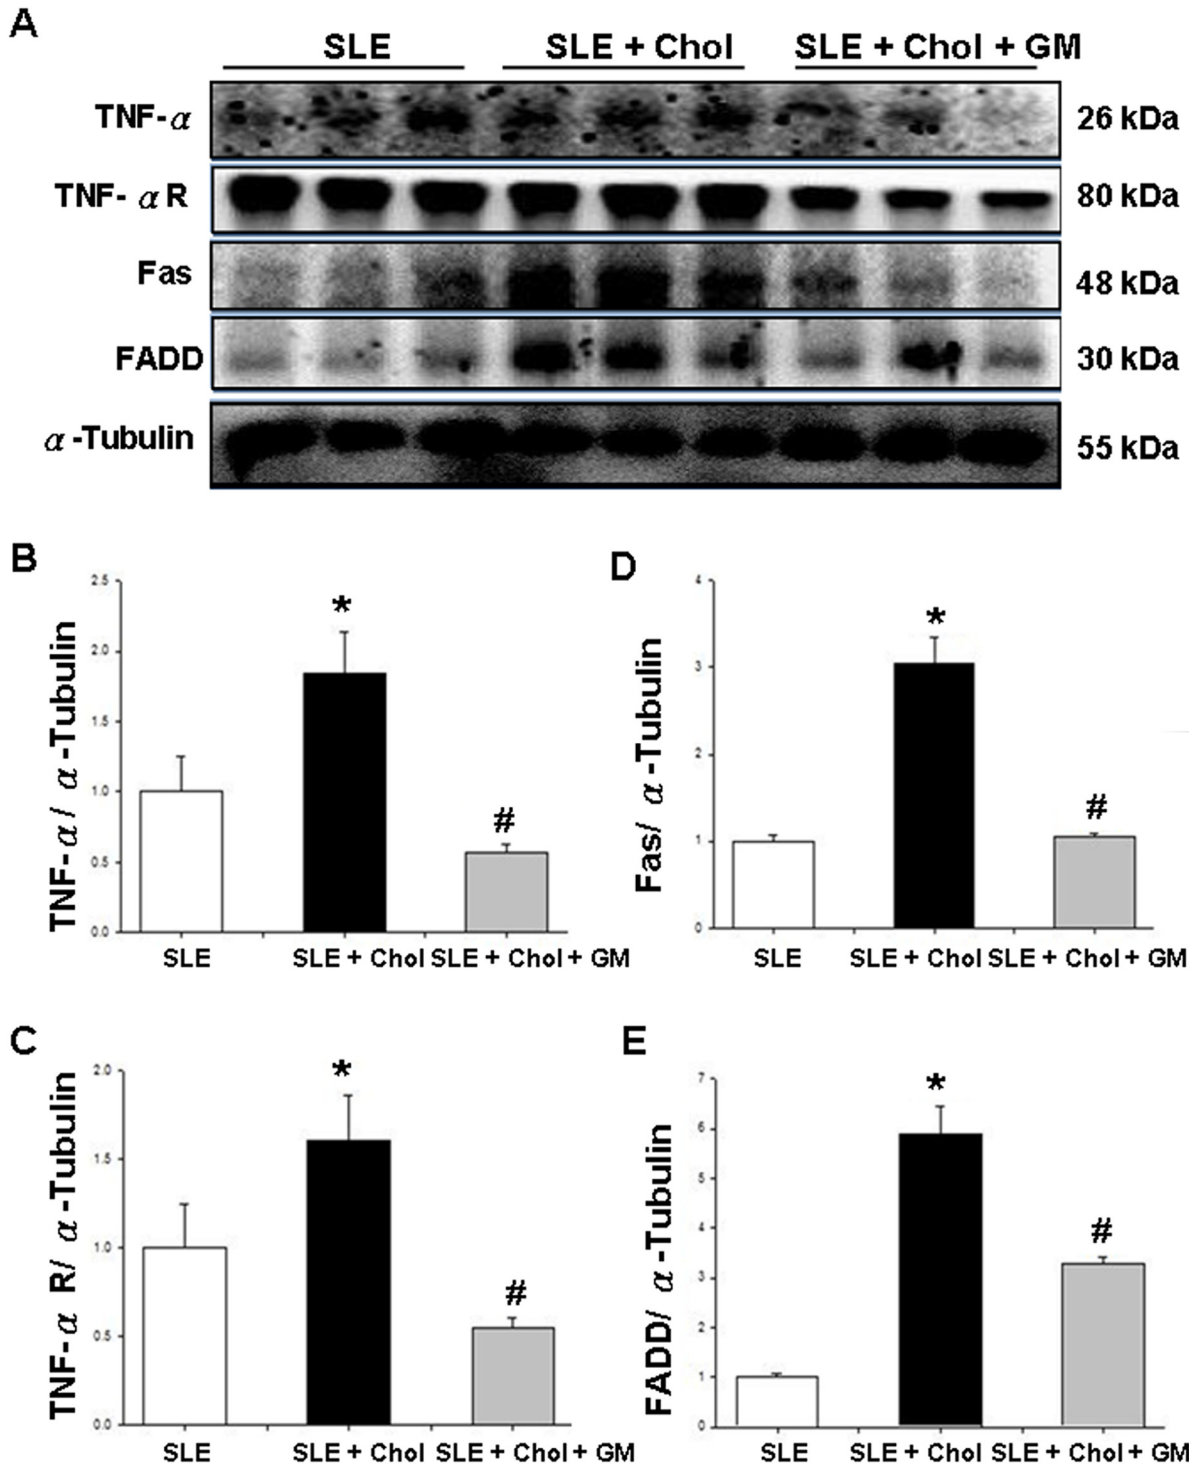 A
SLE SLE + Chol SLE + Chol + GM
TNF-α 26 kDa
TNF- α R 80 kDa
Fas 48 kDa
FADD 30 kDa
α -Tubulin 55 kDa
B
TNF-α / α -Tubulin
2.5
2.0
1.5
1.0
0.5
0.0
*
#
SLE SLE + Chol SLE + Chol + GM
D
Fas/ α -Tubulin
4
3
2
1
0
*
#
SLE SLE + Chol SLE + Chol + GM
C
TNF-α R/ α -Tubulin
2.0
1.5
1.0
0.5
0.0
*
#
SLE SLE + Chol SLE + Chol + GM
E
FADD/ α -Tubulin
7
6
5
4
3
2
1
0
*
#
SLE SLE + Chol SLE + Chol + GM